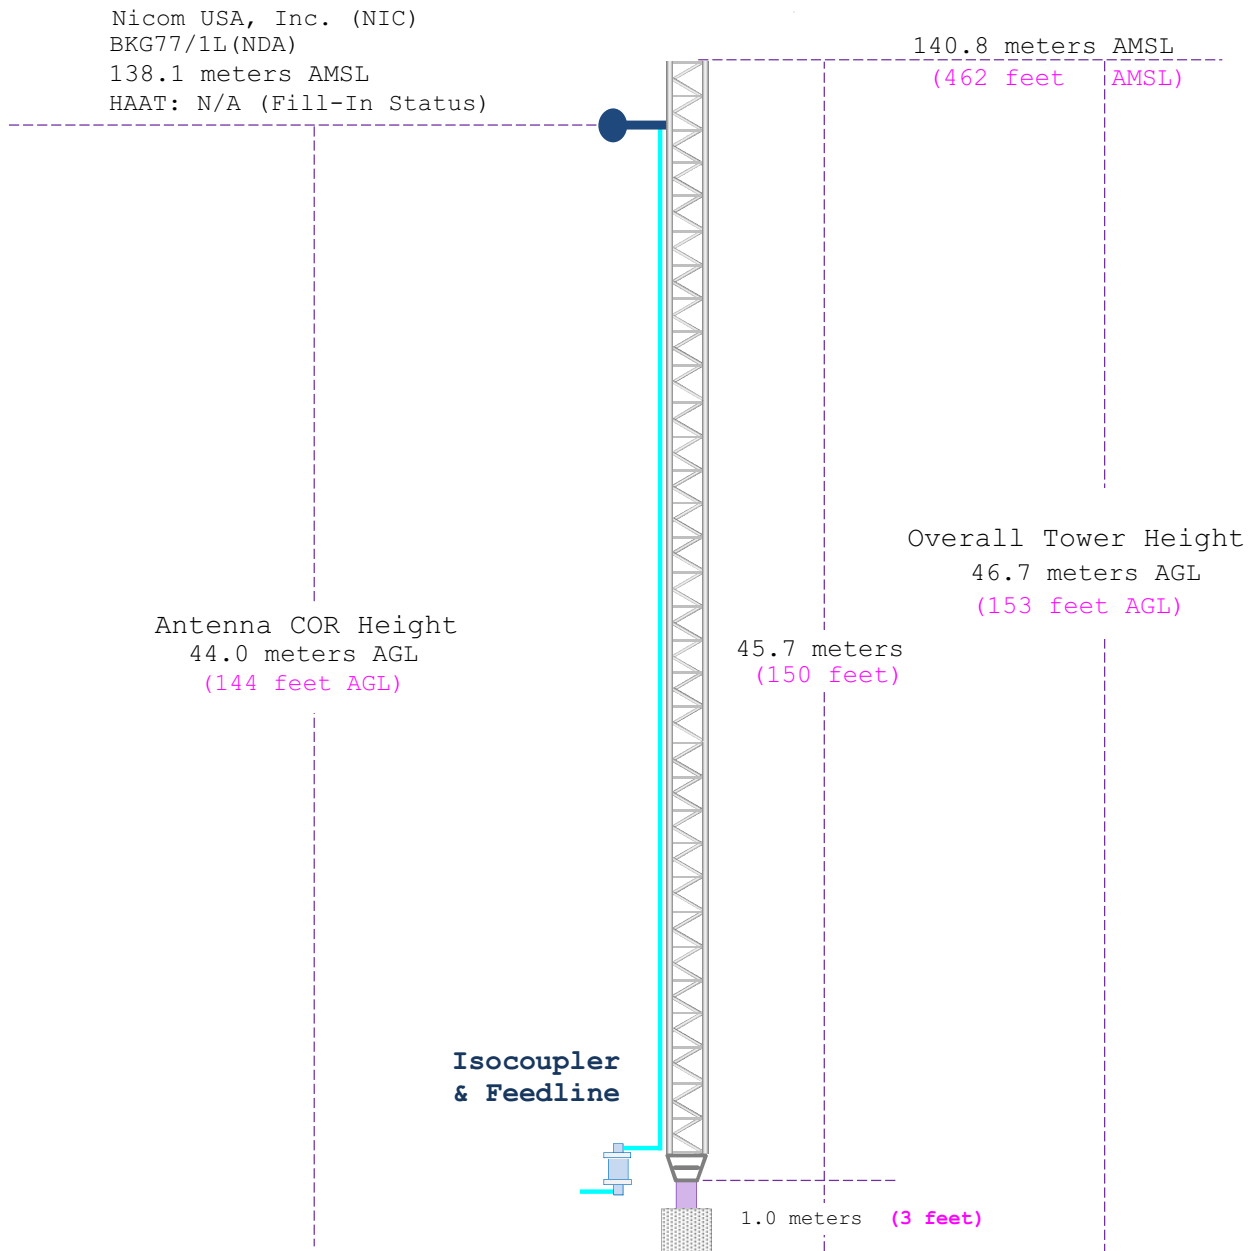 Nicom USA, Inc. (NIC)
BKG77/1L(NDA)
138.1 meters AMSL
HAAT: N/A (Fill-In Status)
140.8 meters AMSL
(462 feet AMSL)
Overall Tower Height
46.7 meters AGL
(153 feet AGL)
Antenna COR Height
44.0 meters AGL
(144 feet AGL)
45.7 meters
(150 feet)
Isocoupler
& Feedline
1.0 meters (3 feet)